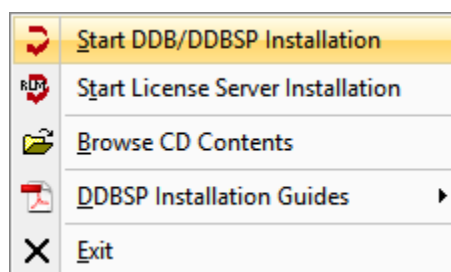 Start DDB/DDBSP Installation
Start License Server Installation
Browse CD Contents
DDBSP Installation Guides
Exit